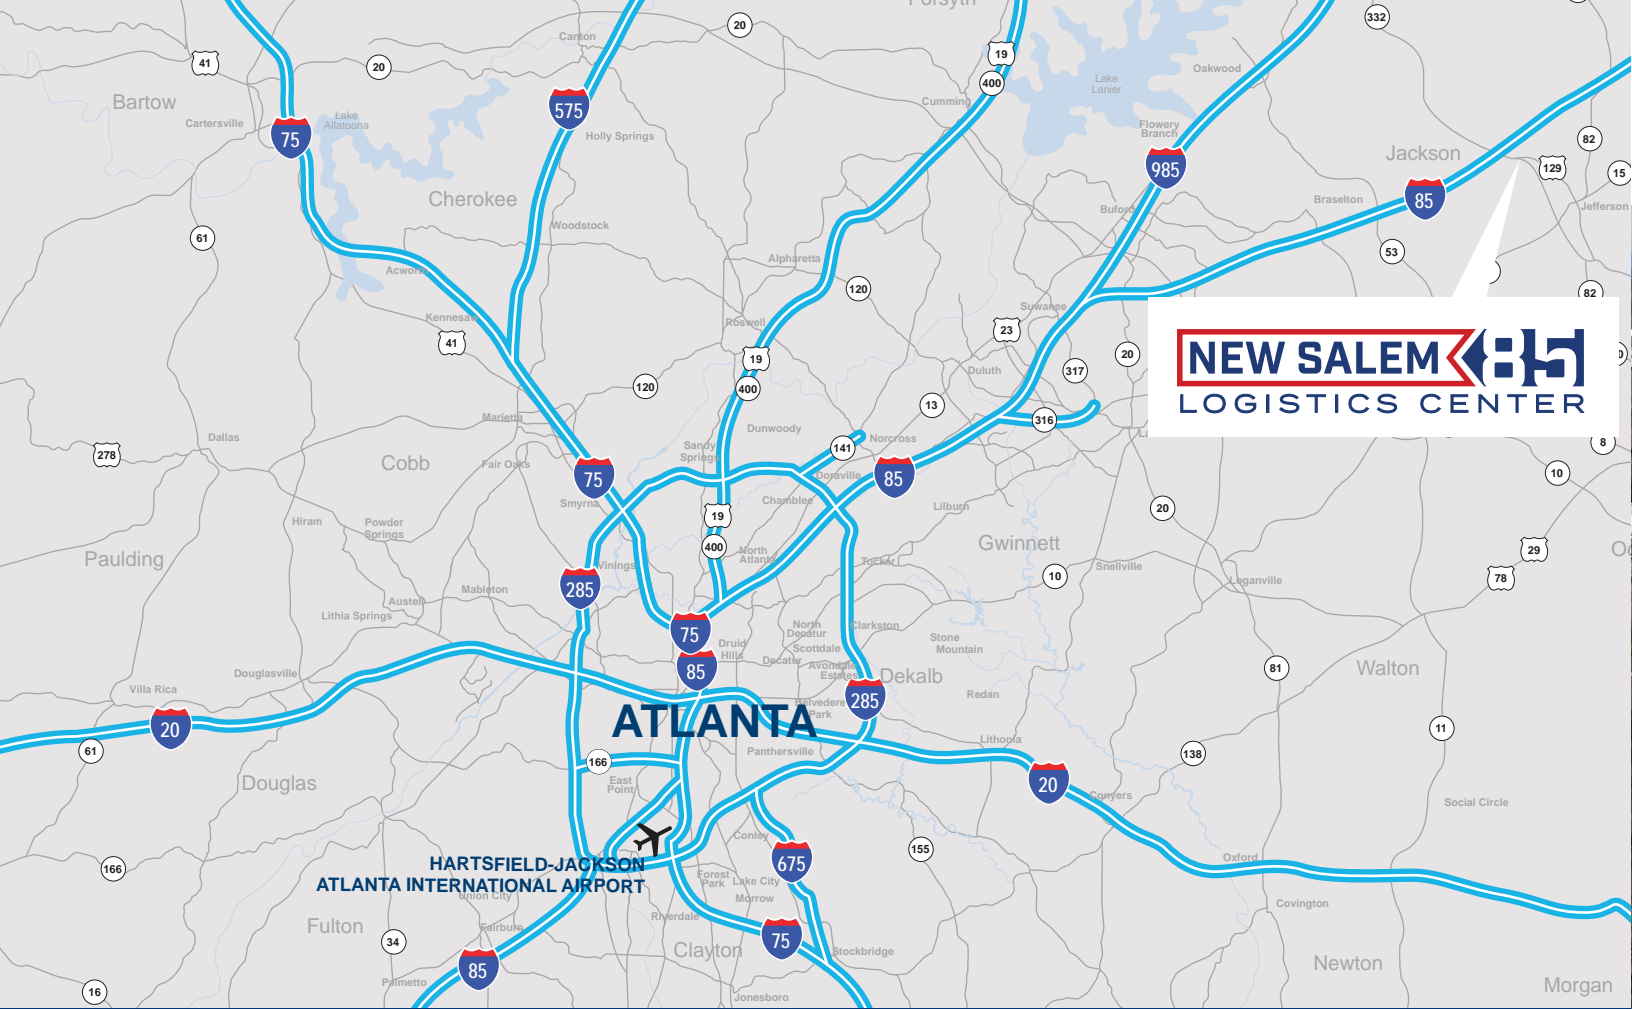 Forsyth
332
20
Canton
19
41
20
400
Oakwood
Lake
Lanier
Bartow
575
Cumming
Cartersville
Lake
Allatoona
Flowery
Branch
75
Holly Springs
82
Jackson
985
129
15
Cherokee
85
Braselton
Jefferson
Buford
Woodstock
61
53
Alpharetta
Acworth
120
82
Suwanee
Kennesaw
Roswell
23
41
19
20
NEW SALEM 85
LOGISTICS CENTER
317
Duluth
120
400
13
Marietta
316
Dunwoody
Norcross
141
Dallas
Sandy
Springs
8
278
Cobb
Fair Oaks
75
Doraville
85
10
Smyrna
Chamblee
Lilburn
20
19
Hiram
Powder
Springs
400
North
Atlanta
Gwinnett
29
Paulding
Vinings
Tucker
Snellville
10
78
Loganville
285
Mableton
Austell
Lithia Springs
75
North
Decatur
Clarkston
Druid
Hills
Scottdale
Stone
Mountain
85
Decatur
Avondale
Estates
Dekalb
81
Walton
Douglasville
Villa Rica
285
Redan
Belvedere
Park
ATLANTA
20
11
Lithonia
61
Panthersville
138
166
20
East
Point
Douglas
Conyers
Social Circle
Conley
155
HARTSFIELD-JACKSON
ATLANTA INTERNATIONAL AIRPORT
675
Oxford
166
Forest
Park
Lake City
Union City
Morrow
Covington
Riverdale
Fulton
Fairburn
34
75
Clayton
Stockbridge
85
Newton
Palmetto
Morgan
16
Jonesboro